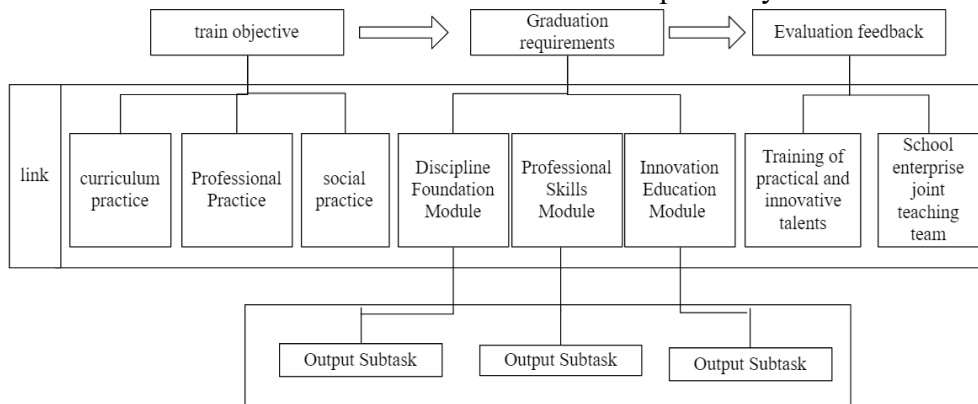 train objective
Graduation
requirements
Evaluation feedback
link
curriculum
practice
Professional
Practice
social
practice
Discipline
Foundation
Module
Professional
Skills
Module
Innovation
Education
Module
Training of
practical and
innovative
talents
School
enterprise
joint
teaching
team
Output Subtask
Output Subtask
Output Subtask